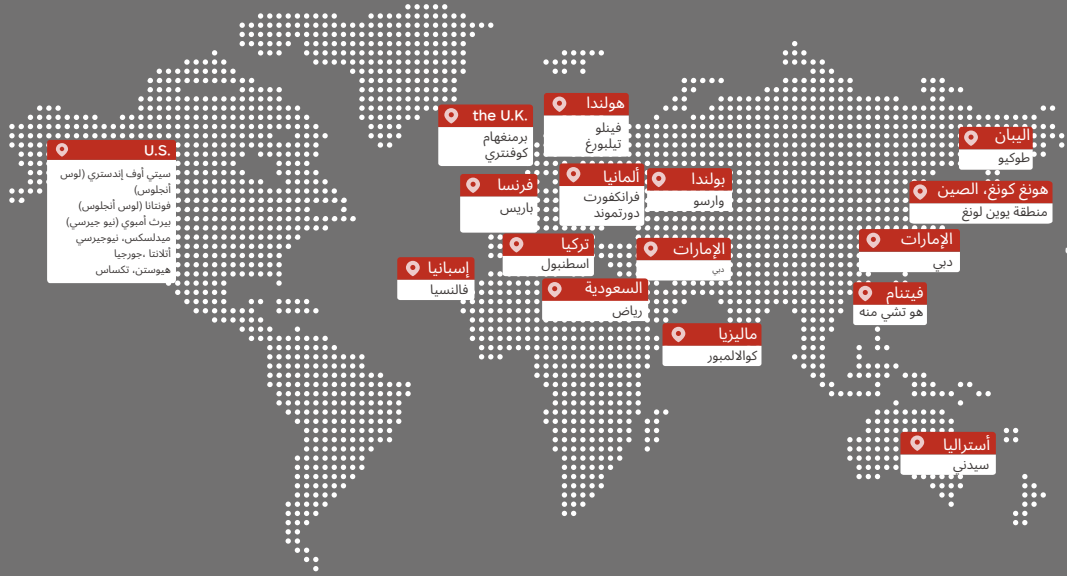 U.S.
سيتي أوف إندستري (لوس
أنجلوس)
فونتانا (لوس أنجلوس)
بيرث أمبوي (نيو جيرسي)
ميدلسكس، نيوجيرسي
أتلانتا ،جورجيا
هيوستن، تكساس
the U.K.
برمنغهام
كوفنتري
هولندا
فينلو
تيلبورغ
فرنسا
باريس
ألمانيا
فرانكفورت
دورتموند
بولندا
وارسو
تركيا
اسطنبول
الإمارات
دبي
إسبانيا
فالنسيا
السعودية
رياض
ماليزيا
كوالالمبور
اليبان
طوكيو
هونغ كونغ، الصين
منطقة يوين لونغ
الإمارات
دبي
فيتنام
هو تشي منه
أستراليا
سيدني